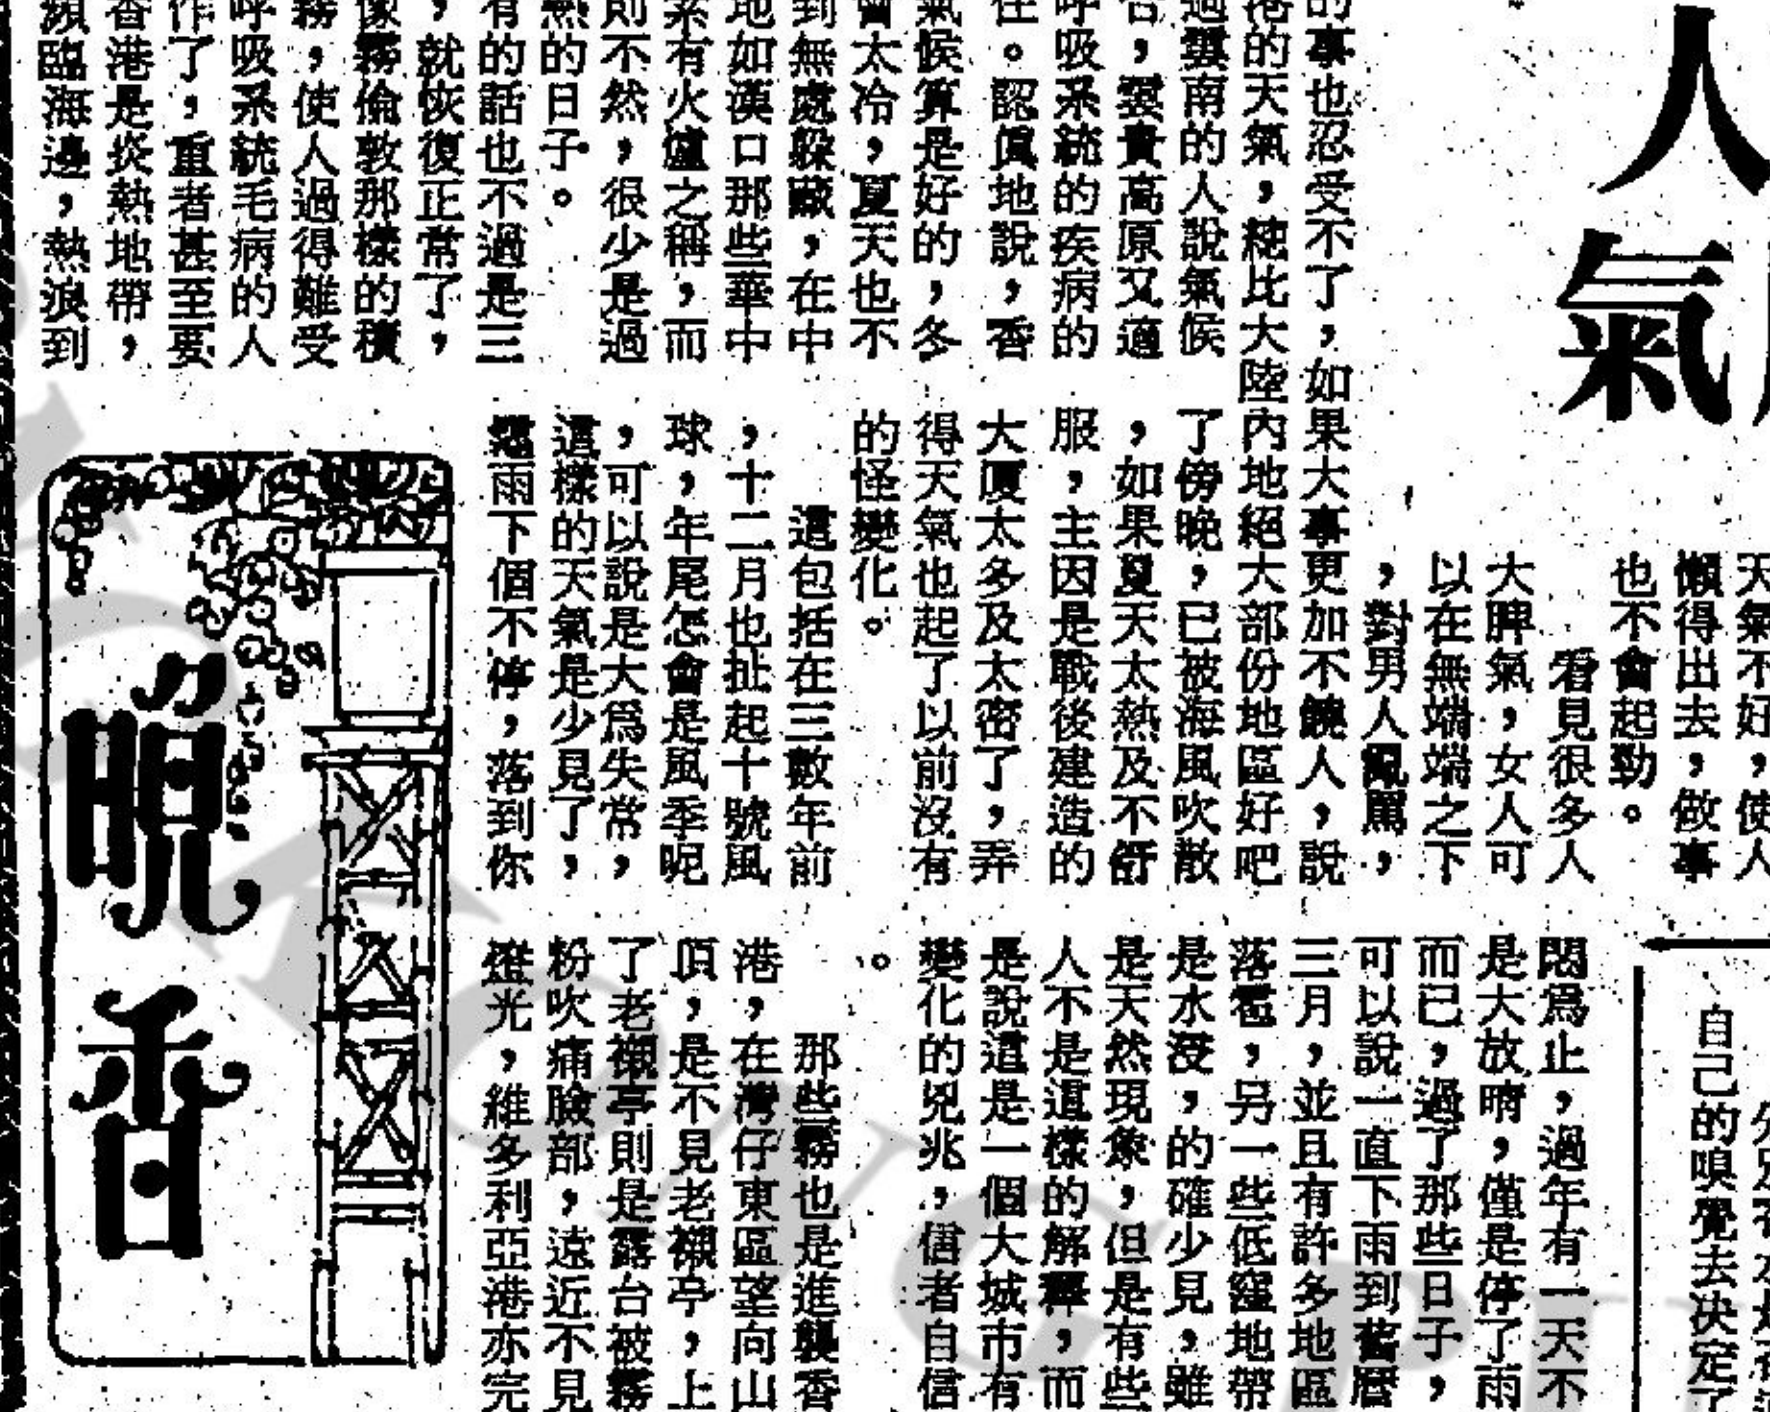 人
氣
天氣不好，使人
懶得出去，做事
也不會起勁。
看見很多人
大脾氣，女人可
以在無端端之下
，對男人亂罵，
的事也忍受不了，如果大事更加不饒人，說
港的天氣，總比大陸內地絕大部份地區好吧
過雲南的人說氣候
合，雲貴高原又適
呼吸系統的疾病的
住。認眞地說，香
氣候算是好的，冬
會太冷，夏天也不
到無處躲藏，在中
地如漢口那些華中
素有火爐之稱，而
則不然，很少是過
熱的日子。
有的話也不過是三
，就恢復正常了，
像霧倫敦那樣的積
霧，使人過得難受
呼吸系統毛病的人
作了，重者甚至要
香港是炎熱地帶，
瀕臨海邊，熱浪到
了傍晚，已被海風吹散
，如果夏天太熱及不舒
服，主因是戰後建造的
大厦太多及太密了，弄
得天氣也起了以前沒有
的怪變化。
這包括在三數年前
，十二月也扯起十號風
球，年尾怎會是風季呢
，可以說是大爲失常，
這樣的天氣是少見了，
雨下個不停，落到你
悶爲止，過年有一天不
是大放晴，僅是停了雨
而已，過了那些日子，
可以說一直下雨到舊曆
三月，並且有許多地區
落雹，另一些低窪地帶
是水浸，的確少見，雖
是天然現象，但是有些
人不是這樣的解釋，而
是說這是一個大城市有
變化的兇兆，信者自信
。
那些霧也是進襲香
港，在灣仔東區望向山
頂，是不見老襯亭，上
了老襯亭則是露台被霧
粉吹痛臉部，遠近不見
燈光，維多利亞港亦完
晚香
自己的嗅覺去決定了